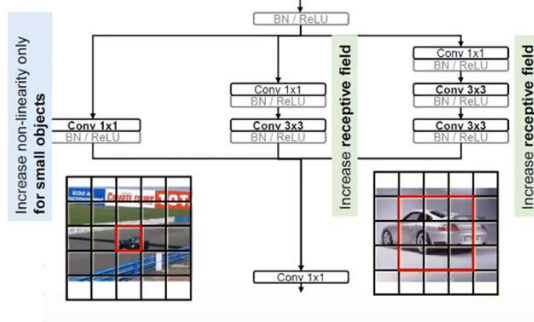 BN / ReLU
Increase non-linearity only
for small objects
Conv 1x1
BN / ReLU
Conv 1x1
BN / ReLU
Conv 3x3
BN / ReLU
Increase receptive field
Conv 1x1
BN / ReLU
Conv 3x3
BN / ReLU
Conv 3x3
BN / ReLU
Increase receptive field
Conv 1x1